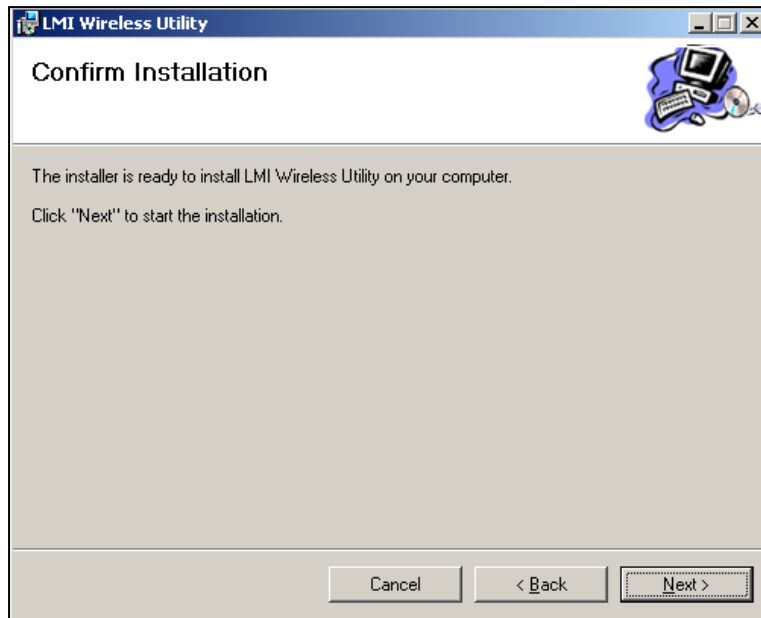 LMI Wireless Utility
Confirm Installation
The installer is ready to install LMI Wireless Utility on your computer.
Click "Next" to start the installation.
Cancel
< Back
Next >